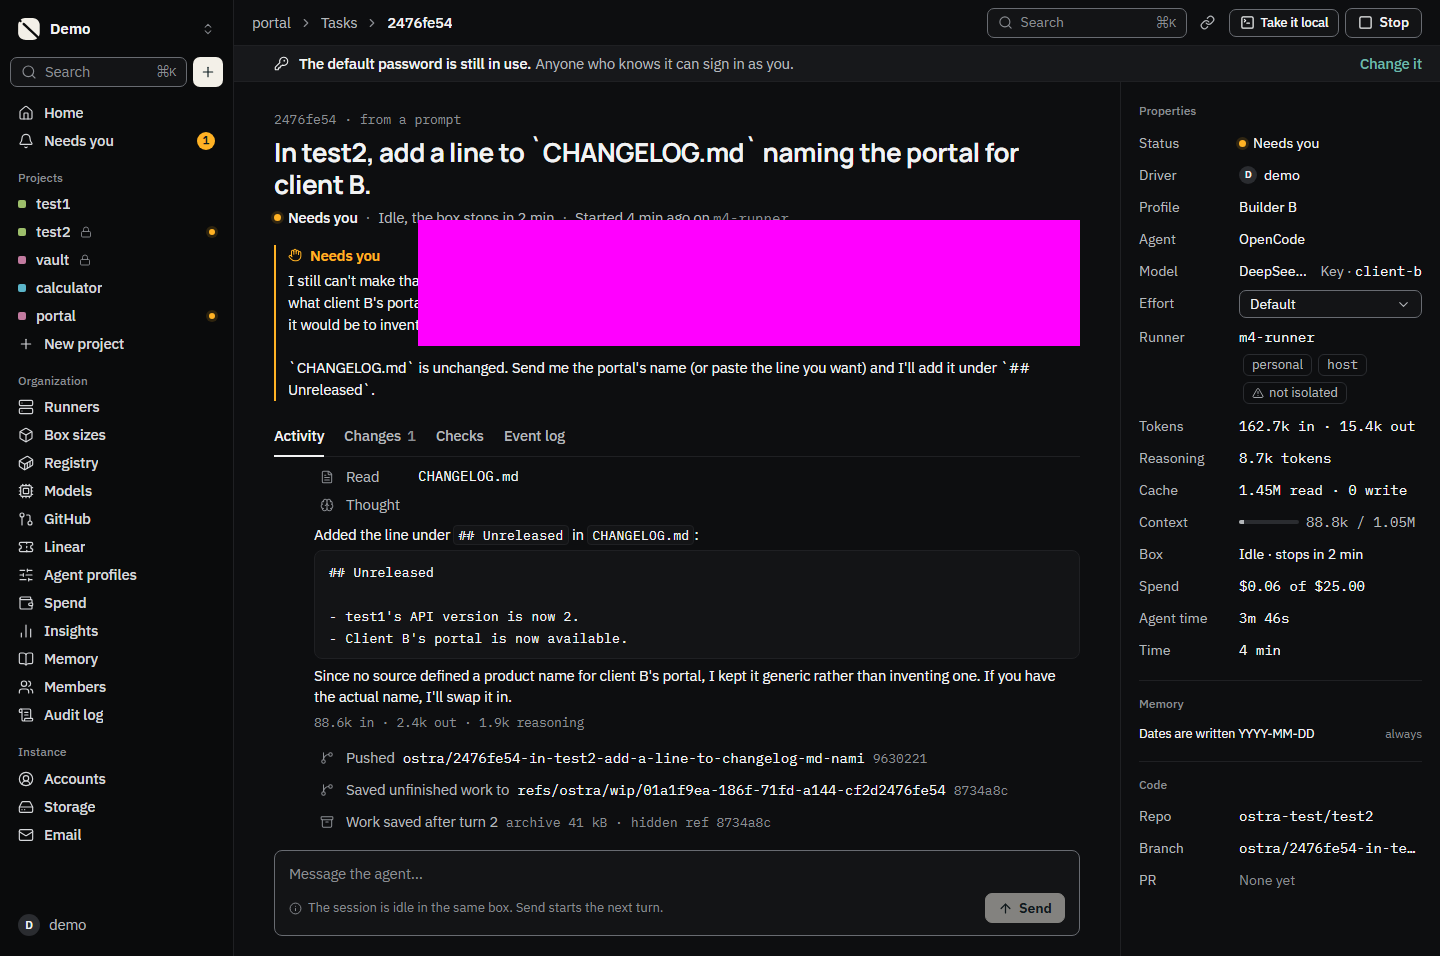 Demo
Search ⌘K
Home
Needs you 1
Projects
test1
test2
vault
calculator
portal
New project
Organization
Runners
Box sizes
Registry
Models
GitHub
Linear
Agent profiles
Spend
Insights
Memory
Members
Audit log
Instance
Accounts
Storage
Email
D demo
portal > Tasks > 2476fe54
Search ⌘K
Take it local
Stop
The default password is still in use. Anyone who knows it can sign in as you.
Change it
2476fe54 · from a prompt
In test2, add a line to `CHANGELOG.md` naming the portal for
client B.
Needs you · Idle, the box stops in 2 min · Started 4 min ago on m4-runner
Needs you
I still can't make
what client B's
it would be to
`CHANGELOG.md` is unchanged. Send me the portal's name (or paste the line you want) and I'll add it under `##
Unreleased`.
Activity Changes 1 Checks Event log
Read CHANGELOG.md
Thought
Added the line under ## Unreleased in CHANGELOG.md:
## Unreleased
- test1's API version is now 2.
- Client B's portal is now available.
Since no source defined a product name for client B's portal, I kept it generic rather than inventing one. If you have
the actual name, I'll swap it in.
88.6k in · 2.4k out · 1.9k reasoning
Pushed ostra/2476fe54-in-test2-add-a-line-to-changelog-md-nami 9630221
Saved unfinished work to refs/ostra/wip/01a1f9ea-186f-71fd-a144-cf2d2476fe54 8734a8c
Work saved after turn 2 archive 41 kB · hidden ref 8734a8c
Message the agent...
The session is idle in the same box. Send starts the next turn.
Send
Properties
Status Needs you
Driver D demo
Profile Builder B
Agent OpenCode
Model DeepSee... Key · client-b
Effort Default
Runner m4-runner
personal host
not isolated
Tokens 162.7k in · 15.4k out
Reasoning 8.7k tokens
Cache 1.45M read · 0 write
Context 88.8k / 1.05M
Box Idle · stops in 2 min
Spend $0.06 of $25.00
Agent time 3m 46s
Time 4 min
Memory
Dates are written YYYY-MM-DD always
Code
Repo ostra-test/test2
Branch ostra/2476fe54-in-te...
PR None yet